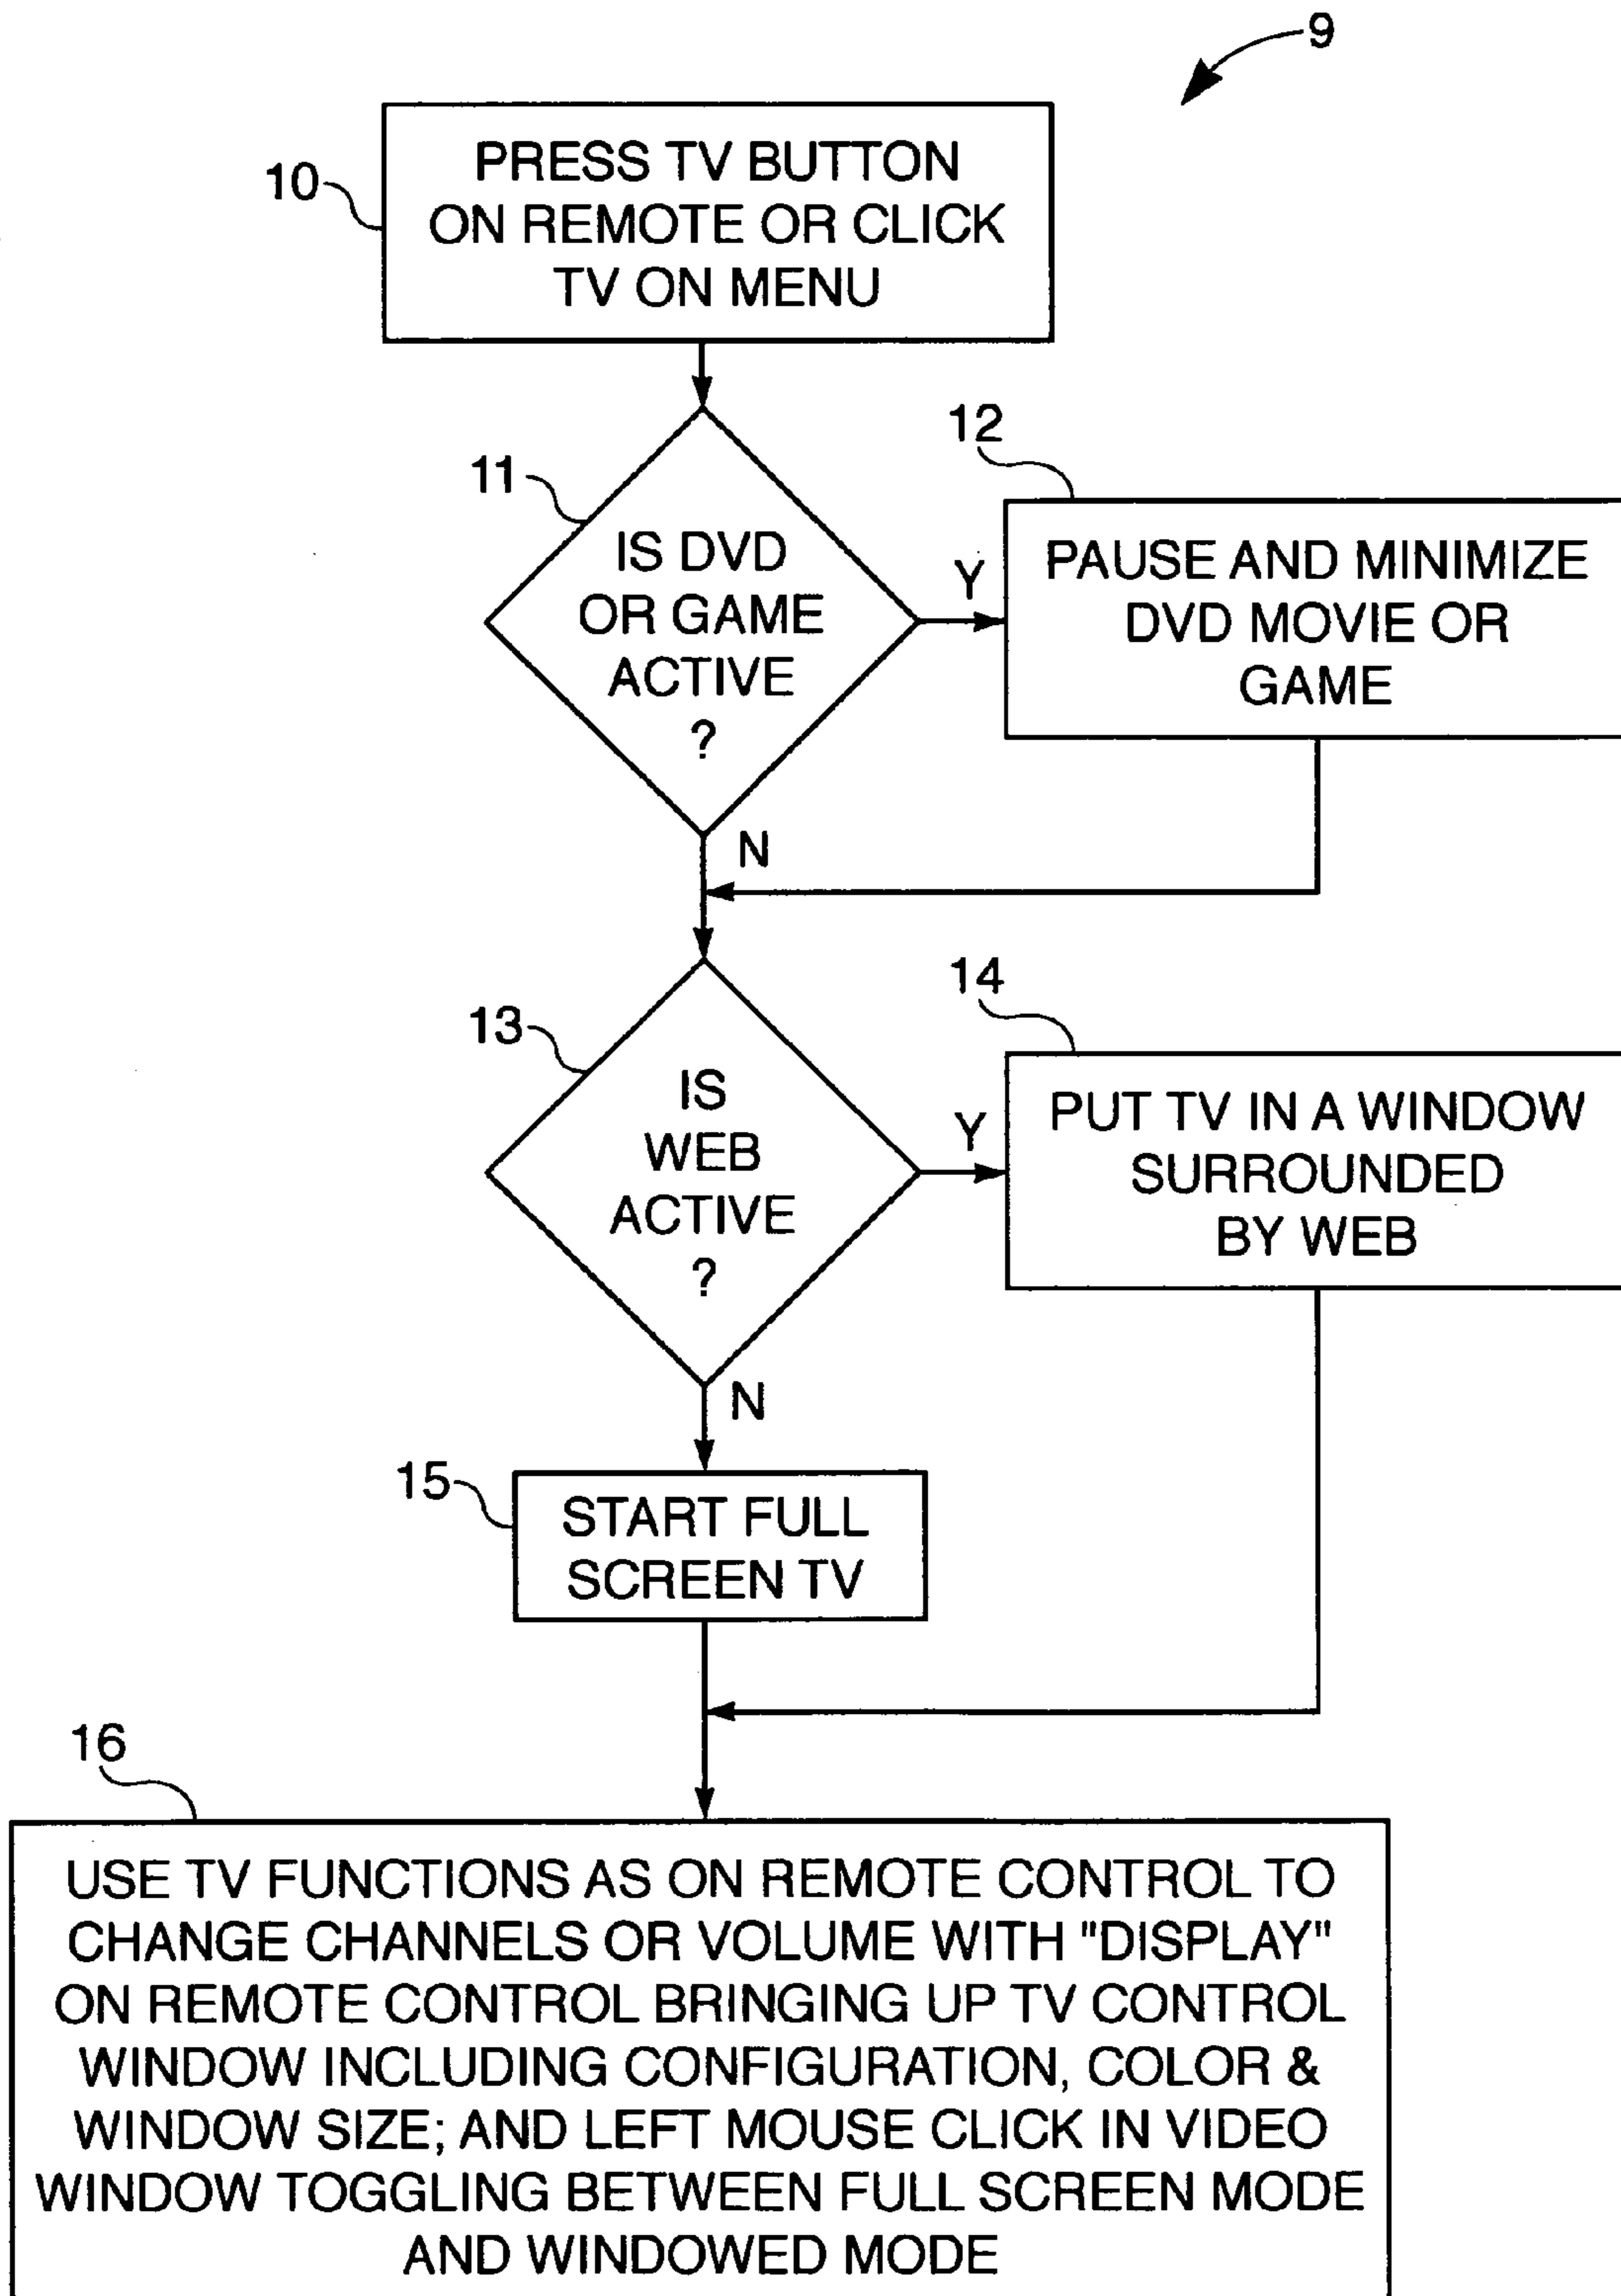 9
10
PRESS TV BUTTON
ON REMOTE OR CLICK
TV ON MENU
11
IS DVD
OR GAME
ACTIVE
?
Y
12
PAUSE AND MINIMIZE
DVD MOVIE OR
GAME
N
13
IS
WEB
ACTIVE
?
Y
14
PUT TV IN A WINDOW
SURROUNDED
BY WEB
N
15
START FULL
SCREEN TV
16
USE TV FUNCTIONS AS ON REMOTE CONTROL TO
CHANGE CHANNELS OR VOLUME WITH "DISPLAY"
ON REMOTE CONTROL BRINGING UP TV CONTROL
WINDOW INCLUDING CONFIGURATION, COLOR &
WINDOW SIZE; AND LEFT MOUSE CLICK IN VIDEO
WINDOW TOGGLING BETWEEN FULL SCREEN MODE
AND WINDOWED MODE